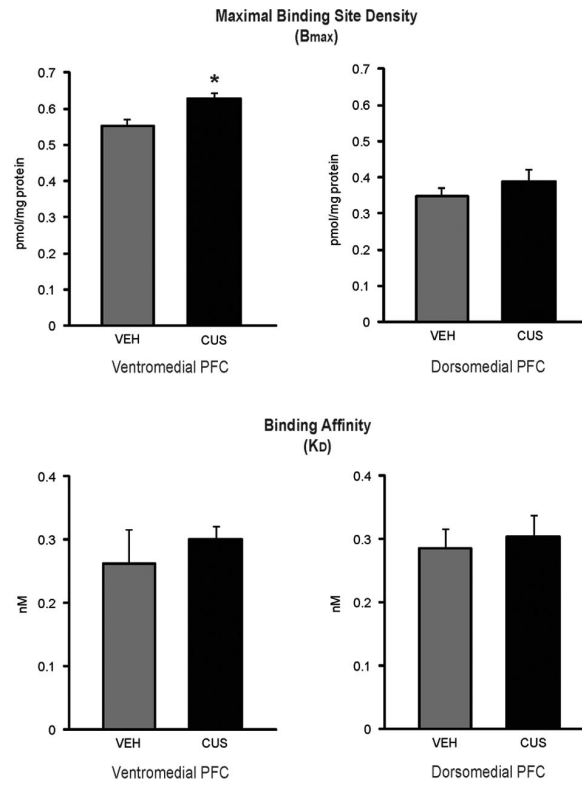 Maximal Binding Site Density
(Bmax)
0.7
0.6
0.5
0.4
0.3
0.2
0.1
0
pmol/mg protein
*
VEH
CUS
Ventromedial PFC
0.7
0.6
0.5
0.4
0.3
0.2
0.1
0
pmol/mg protein
VEH
CUS
Dorsomedial PFC
Binding Affinity
(KD)
0.4
0.3
0.2
0.1
0
nM
VEH
CUS
Ventromedial PFC
0.4
0.3
0.2
0.1
0
nM
VEH
CUS
Dorsomedial PFC